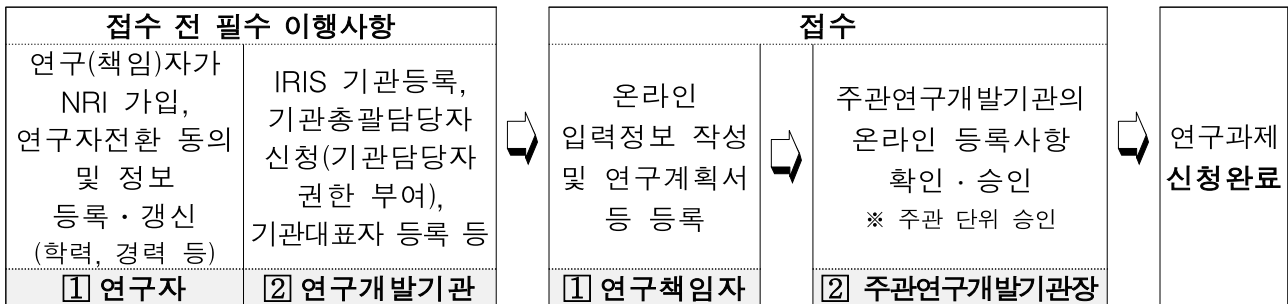 접수 전 필수 이행사항
연구(책임)자가
NRI 가입,
연구자전환 동의
및 정보
등록·갱신
(학력, 경력 등)
1 연구자
IRIS 기관등록,
기관총괄담당자
신청(기관담당자
권한 부여),
기관대표자 등록 등
2 연구개발기관
접수
온라인
입력정보 작성
및 연구계획서
등 등록
1 연구책임자
주관연구개발기관의
온라인 등록사항
확인·승인
※ 주관 단위 승인
2 주관연구개발기관장
연구과제
신청완료